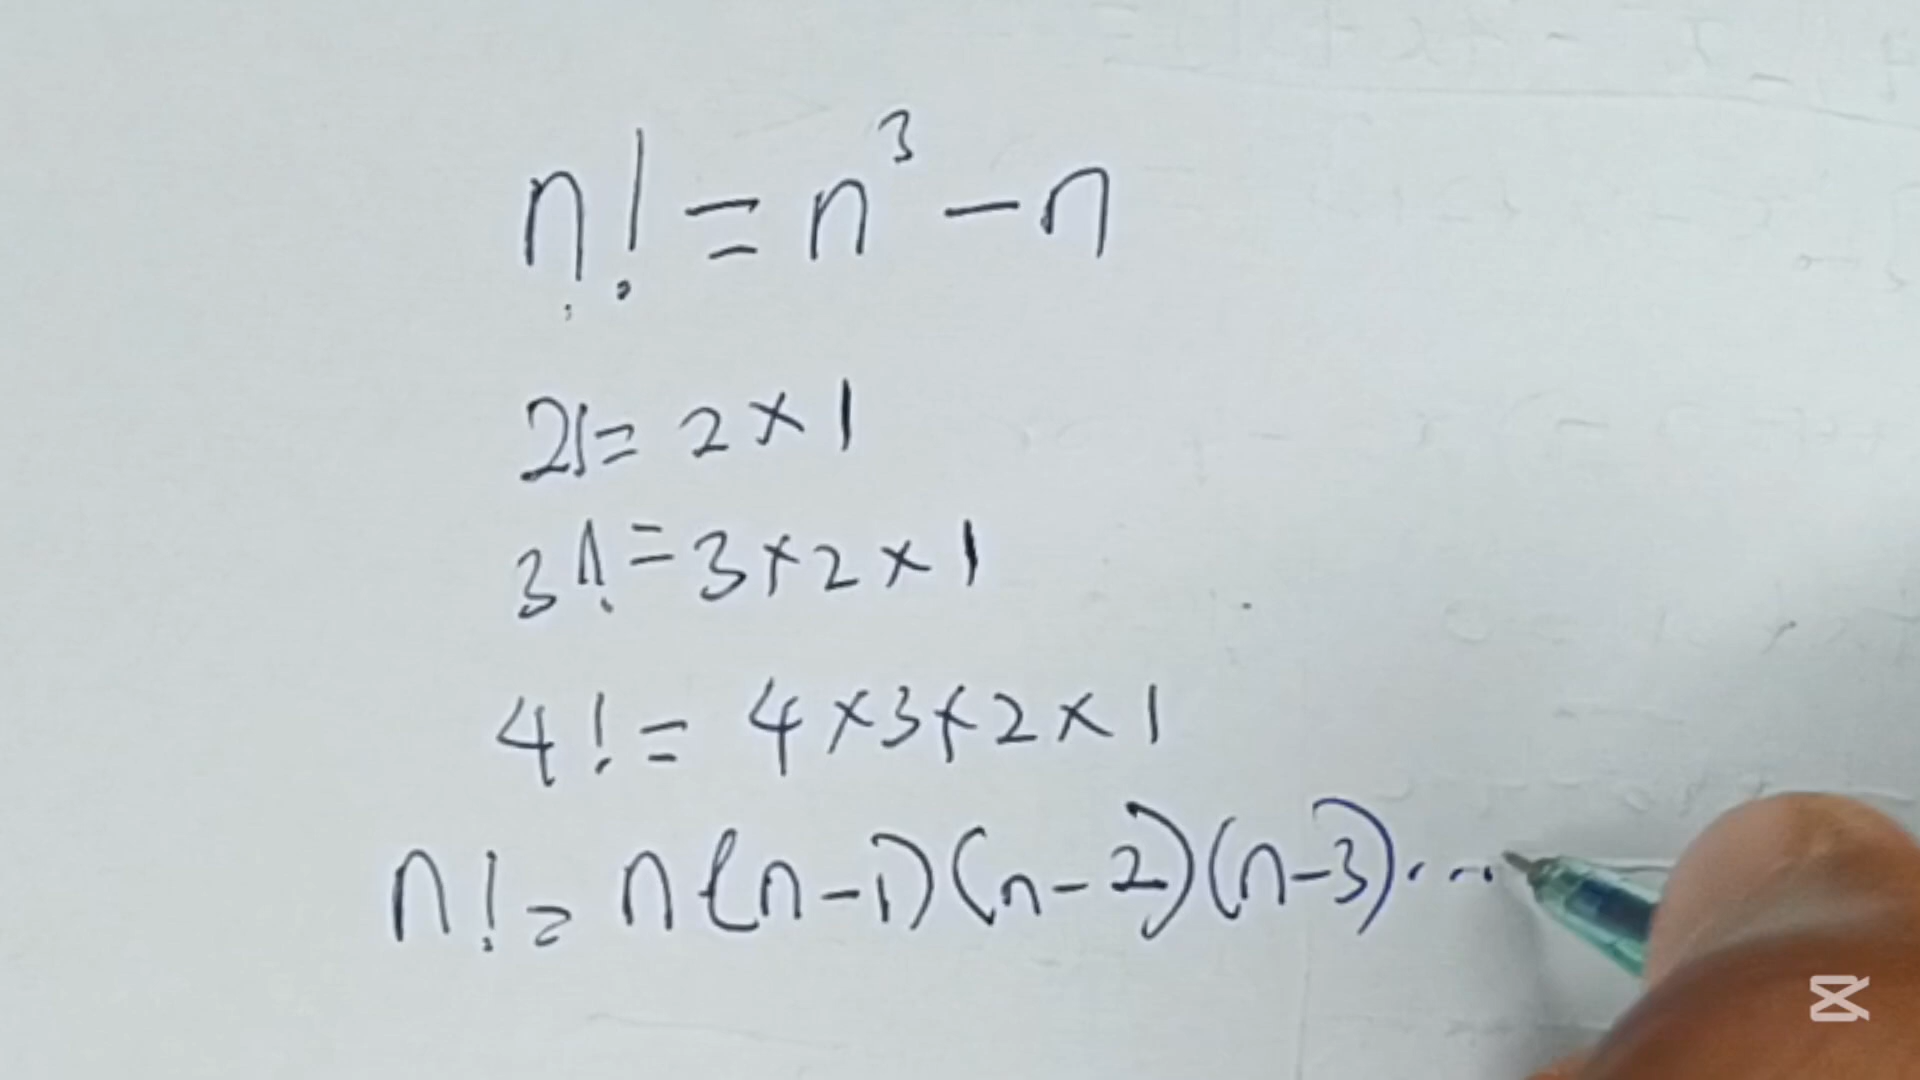 n! = n³ - n
2! = 2 × 1
3! = 3 × 2 × 1
4! = 4 × 3 × 2 × 1
n! = n(n-1)(n-2)(n-3)....